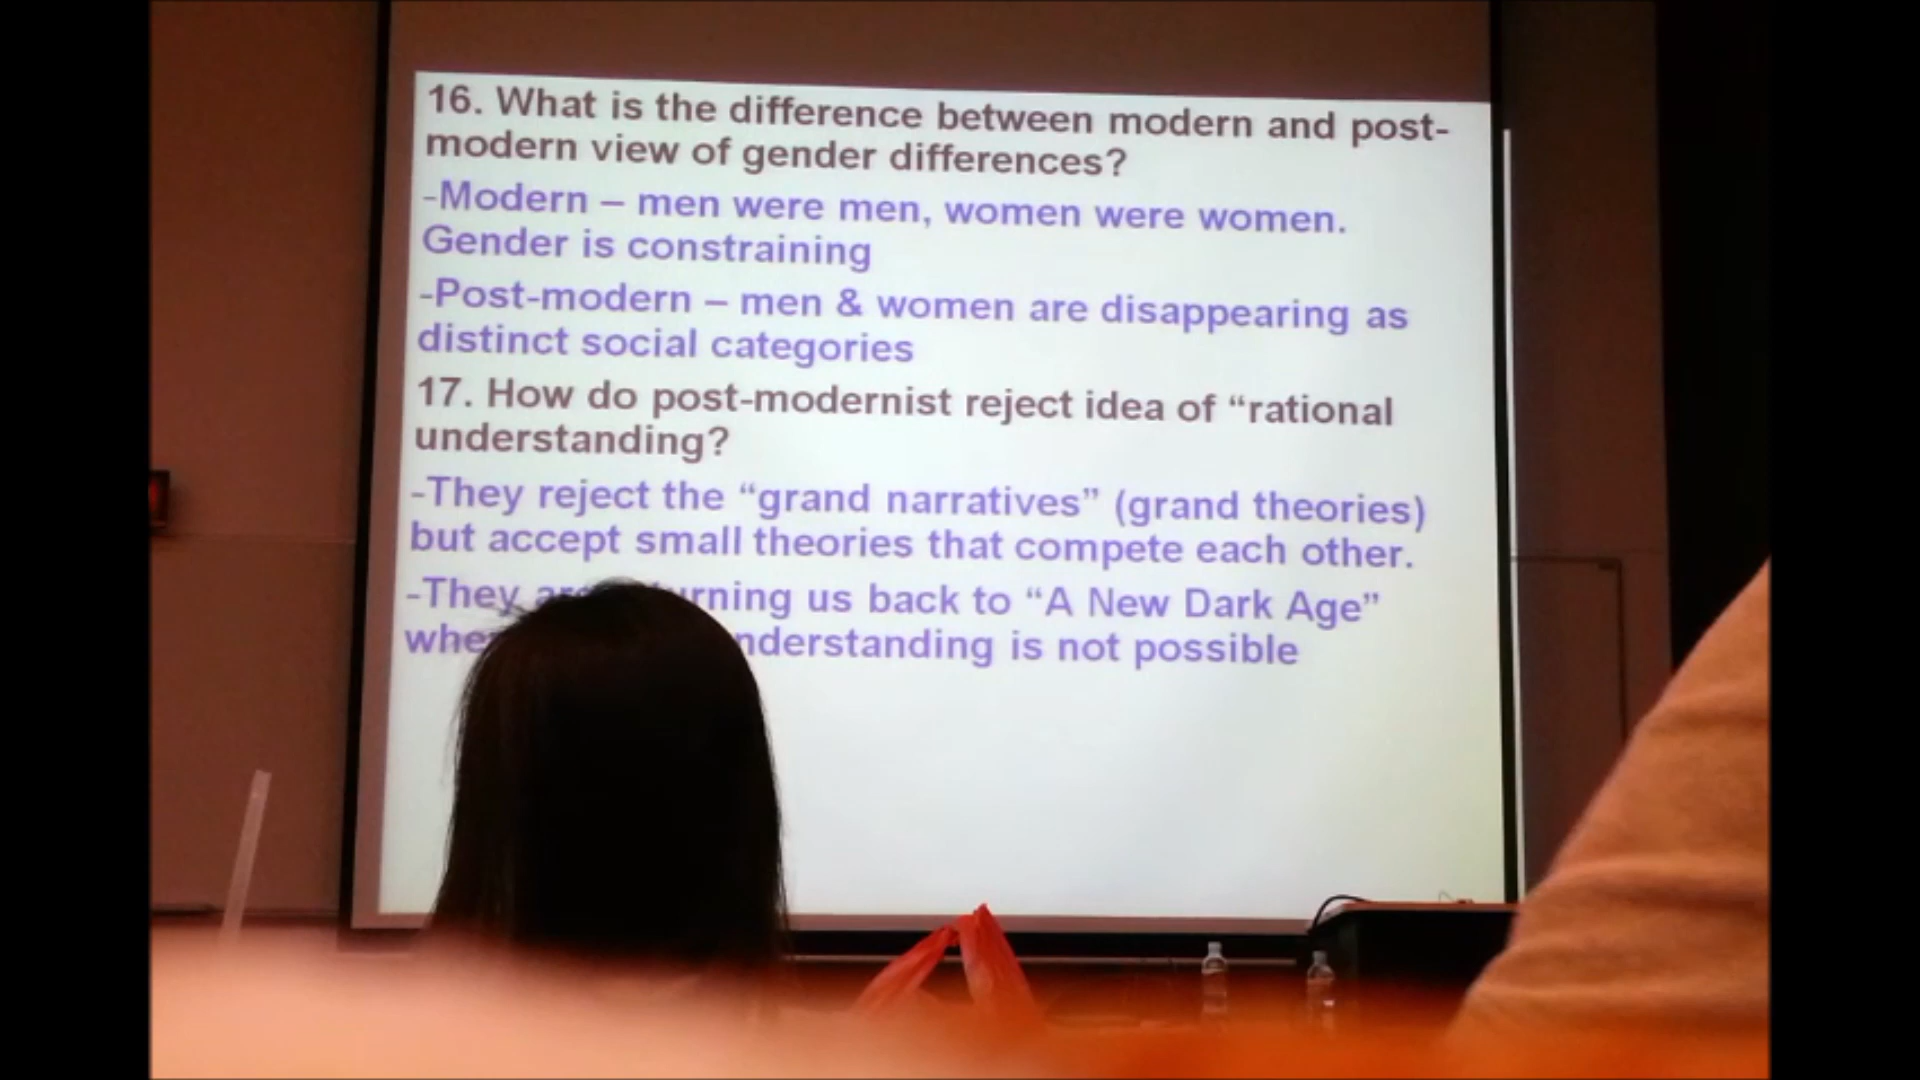 16. What is the difference between modern and post-
modern view of gender differences?
-Modern – men were men, women were women.
Gender is constraining
-Post-modern – men & women are disappearing as
distinct social categories
17. How do post-modernist reject idea of “rational
understanding?
-They reject the “grand narratives” (grand theories)
but accept small theories that compete each other.
-They us back to “A New Dark Age”
is not possible